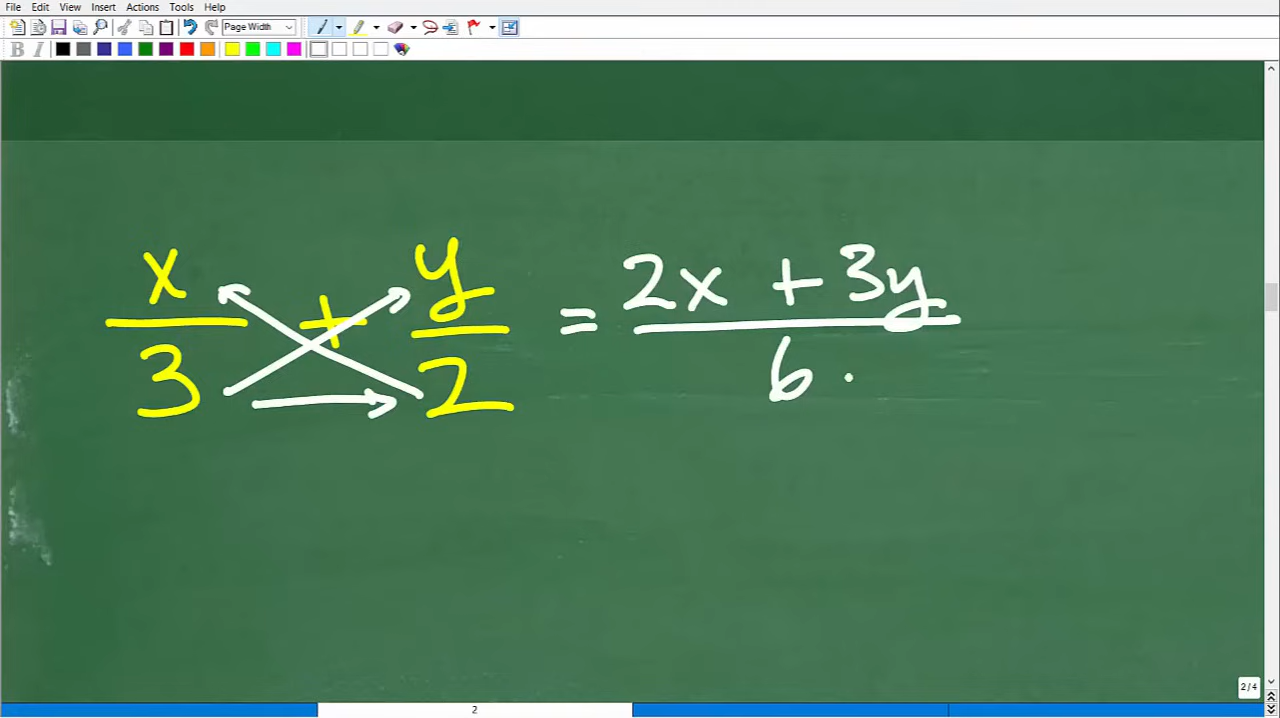 File Edit View Insert Actions Tools Help
Page Width
B I
x/3 + y/2 = 2x + 3y/6
2/4
2